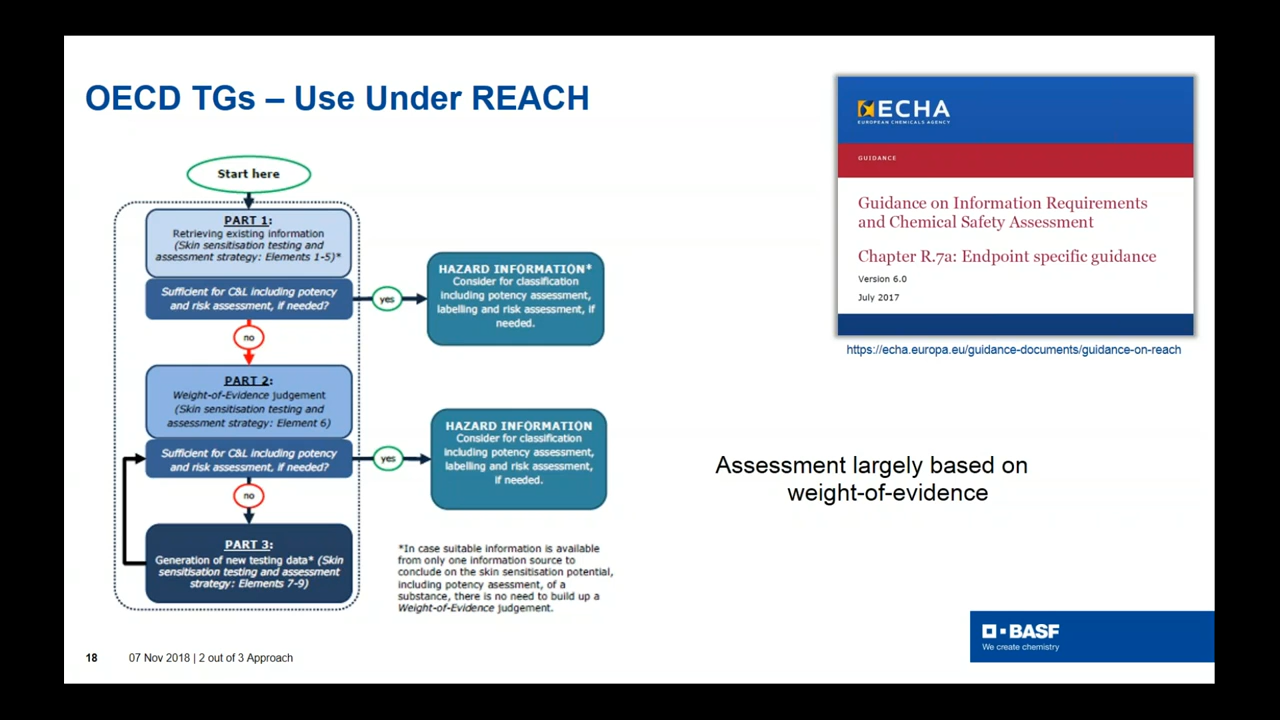 OECD TGs – Use Under REACH
Start here
PART 1:
Retrieving existing information
(Skin sensitisation testing and
assessment strategy: Elements 1-5)*
Sufficient for C&L including potency
and risk assessment, if needed?
yes
HAZARD INFORMATION*
Consider for classification
including potency assessment,
labelling and risk assessment, if
needed.
no
PART 2:
Weight-of-Evidence judgement
(Skin sensitisation testing and
assessment strategy: Element 6)
Sufficient for C&L including potency
and risk assessment, if needed?
yes
HAZARD INFORMATION
Consider for classification
including potency assessment,
labelling and risk assessment,
if needed.
no
PART 3:
Generation of new testing data* (Skin
sensitisation testing and assessment
strategy: Elements 7-9)
*In case suitable information is available
from only one information source to
conclude on the skin sensitisation potential,
including potency asessment, of a
substance, there is no need to build up a
Weight-of-Evidence judgement.
ECHA
EUROPEAN CHEMICALS AGENCY
GUIDANCE
Guidance on Information Requirements
and Chemical Safety Assessment
Chapter R.7a: Endpoint specific guidance
Version 6.0
July 2017
https://echa.europa.eu/guidance-documents/guidance-on-reach
Assessment largely based on
weight-of-evidence
18 07 Nov 2018 | 2 out of 3 Approach
BASF
We create chemistry